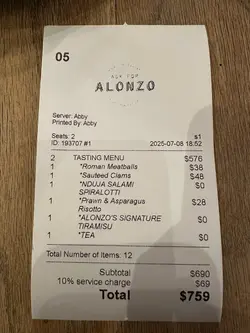 05
ASK FOR
ALONZO
Server: Abby
Printed By: Abby
Seats: 2 s1
ID: 193707 #1 2025-07-08 18:52
2 TASTING MENU $576
1 *Roman Meatballs $38
1 *Sauteed Clams $48
1 *NDUJA SALAMI $0
SPIRALOTTI
1 *Prawn & Asparagus $28
Risotto
1 *ALONZO'S SIGNATURE $0
TIRAMISU
1 *TEA $0
Total Number of Items: 12
Subtotal $690
10% service charge $69
Total $759